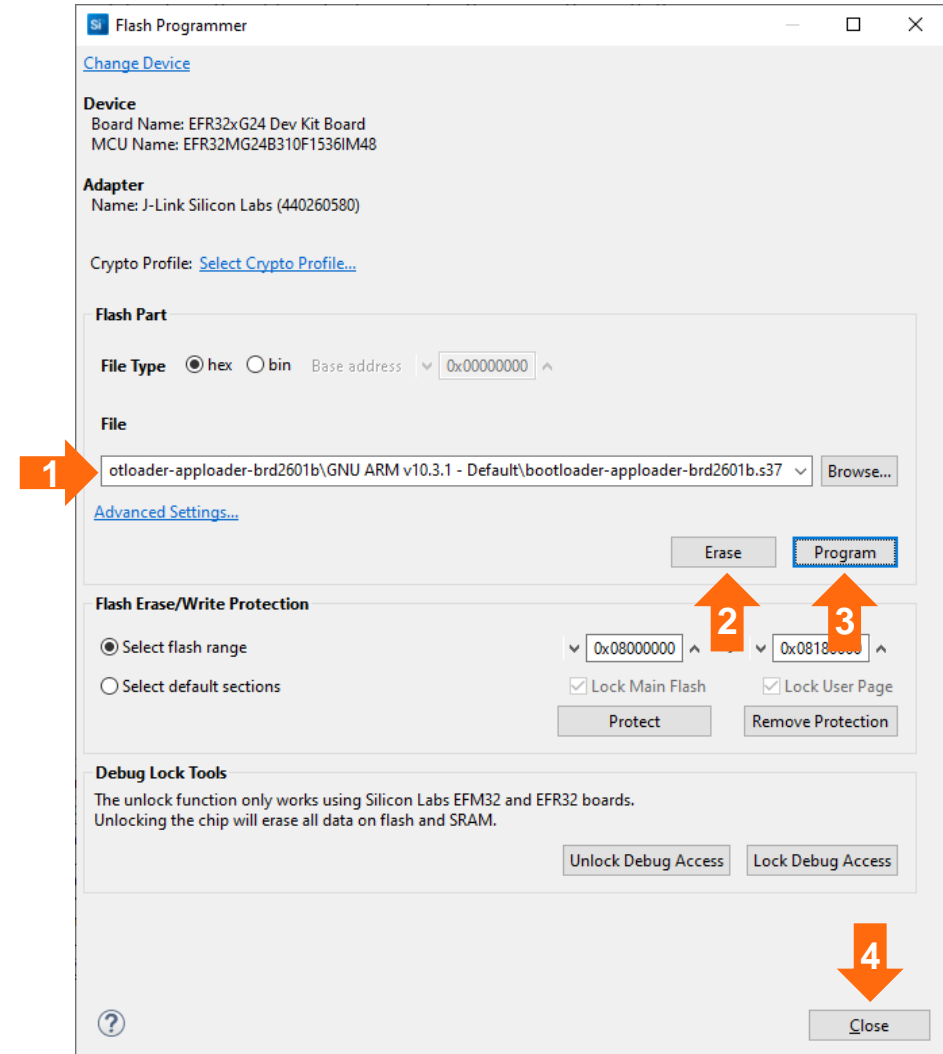 Si Flash Programmer
Change Device
Device
Board Name: EFR32xG24 Dev Kit Board
MCU Name: EFR32MG24B310F1536IM48
Adapter
Name: J-Link Silicon Labs (440260580)
Crypto Profile: Select Crypto Profile...
Flash Part
File Type hex bin Base address 0x00000000
File
1 otloader-apploader-brd2601b\GNU ARM v10.3.1 - Default\bootloader-apploader-brd2601b.s37 Browse...
Advanced Settings...
Erase Program
Flash Erase/Write Protection
2 3
Select flash range 0x08000000
Select default sections Lock Main Flash Lock User Page
Protect Remove Protection
Debug Lock Tools
The unlock function only works using Silicon Labs EFM32 and EFR32 boards.
Unlocking the chip will erase all data on flash and SRAM.
Unlock Debug Access Lock Debug Access
4
? Close